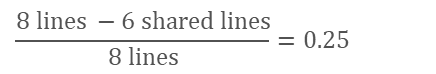 8 lines − 6 shared lines
8 lines
= 0.25